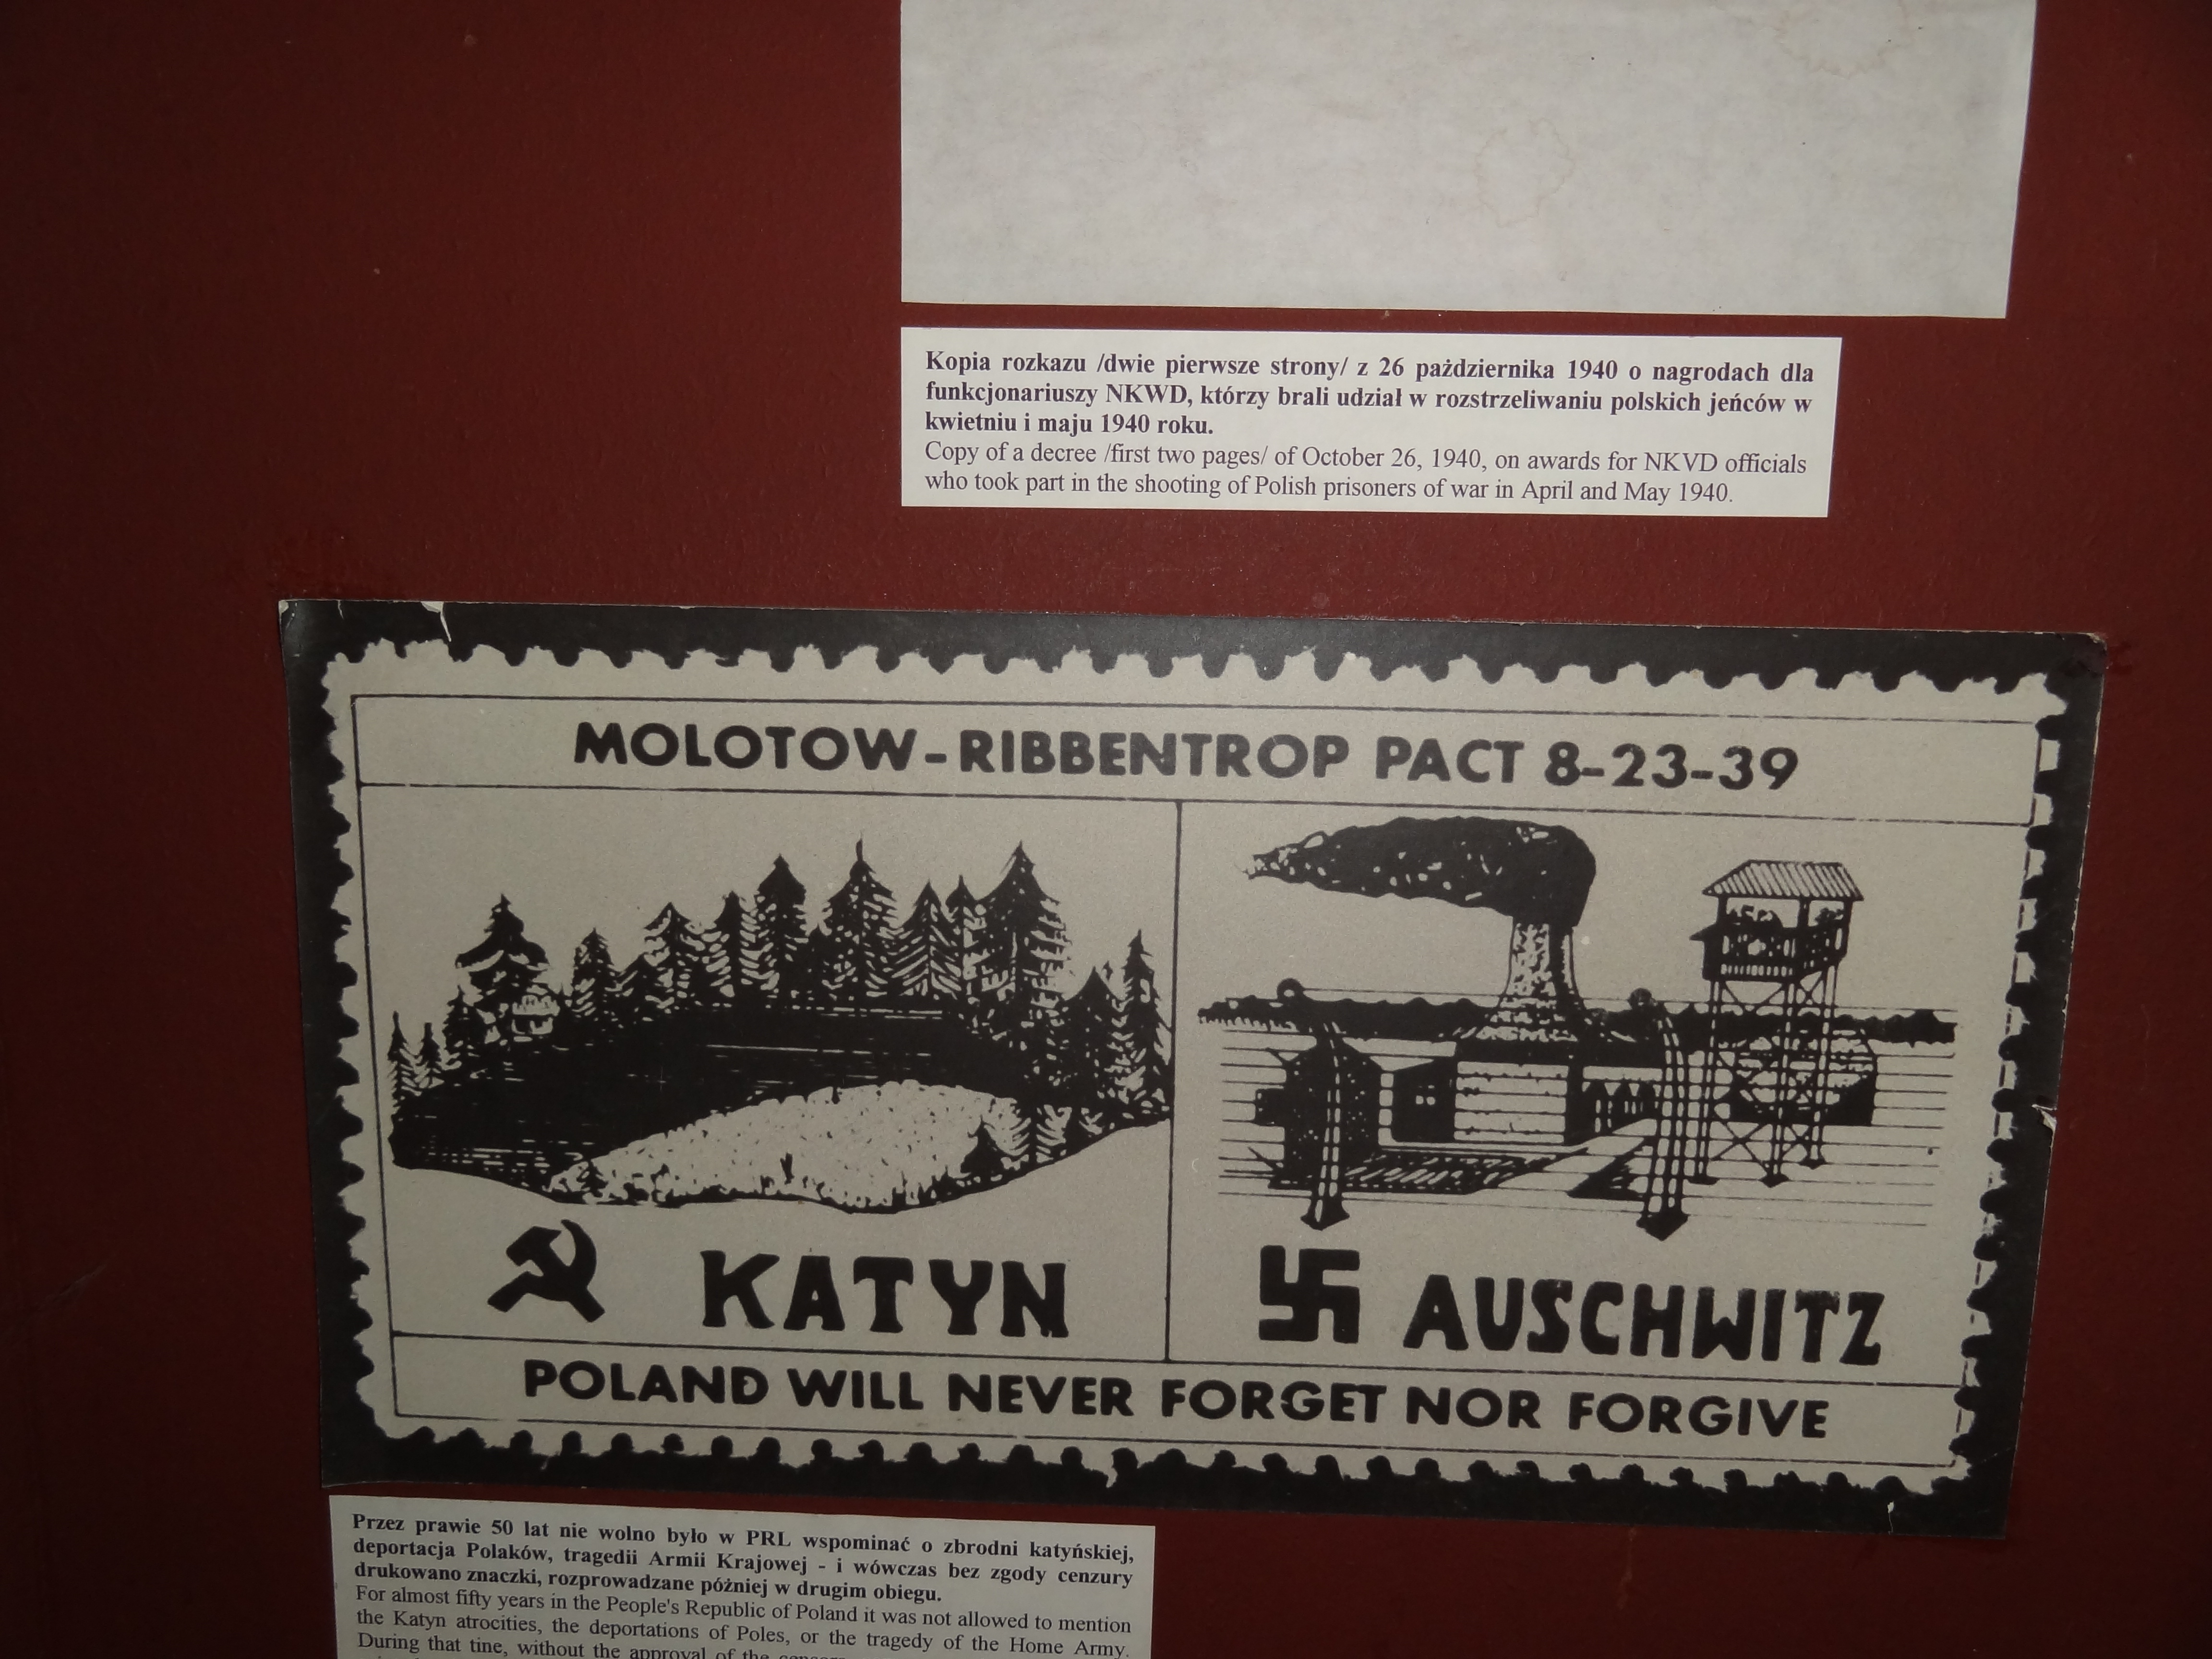 Kopia rozkazu /dwie pierwsze strony/ z 26 października 1940 o nagrodach dla
funkcjonariuszy NKWD, którzy brali udział w rozstrzeliwaniu polskich jeńców w
kwietniu i maju 1940 roku.
Copy of a decree /first two pages/ of October 26, 1940, on awards for NKVD officials
who took part in the shooting of Polish prisoners of war in April and May 1940.
MOLOTOW-RIBBENTROP PACT 8-23-39
KATYN
AUSCHWITZ
POLAND WILL NEVER FORGET NOR FORGIVE
Przez prawie 50 lat nie wolno było w PRL wspominać o zbrodni katyńskiej,
deportacja Polaków, tragedii Armii Krajowej - i wówczas bez zgody cenzury
drukowano znaczki, rozprowadzane później w drugim obiegu.
For almost fifty years in the People's Republic of Poland it was not allowed to mention
the Katyn atrocities, the deportations of Poles, or the tragedy of the Home Army.
During that tine, without the approval of the